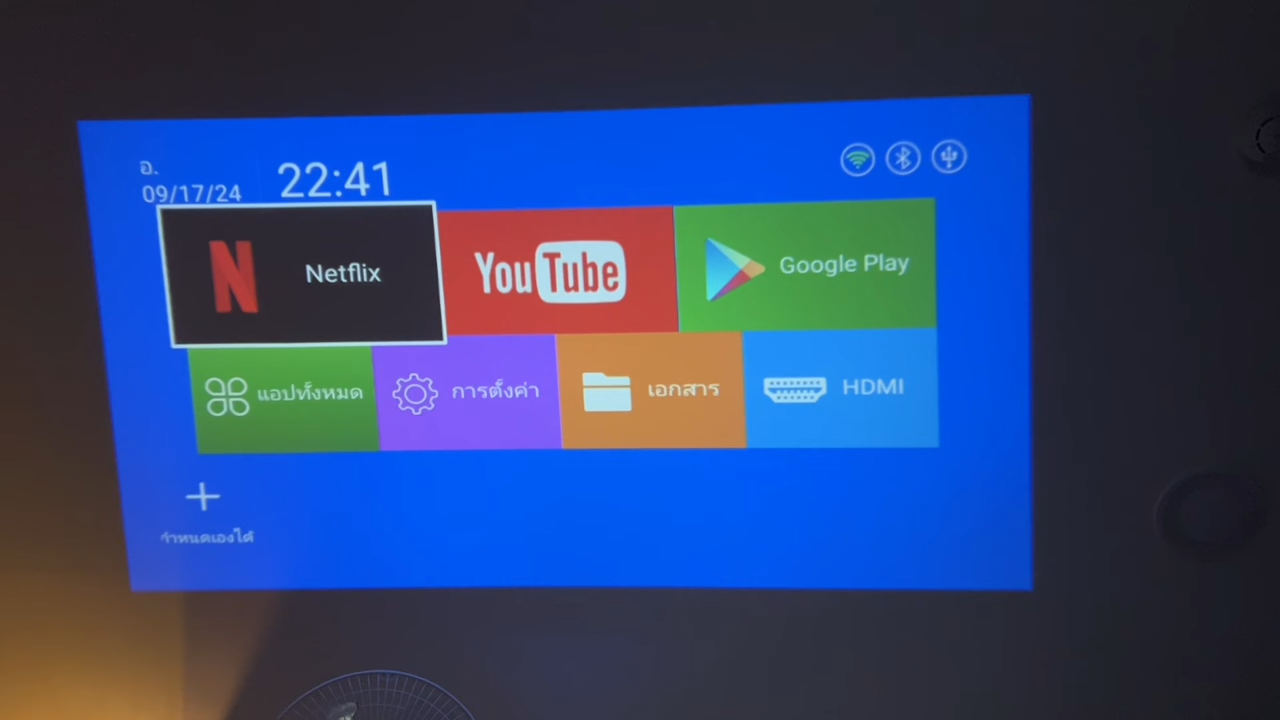 อ.
09/17/24
22:41
N Netflix
YouTube
Google Play
แอปทั้งหมด
การตั้งค่า
เอกสาร
HDMI
กำหนดเองได้